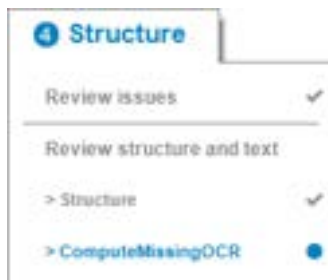 4 Structure
Review issues
Review structure and text
> Structure
> ComputeMissingOCR